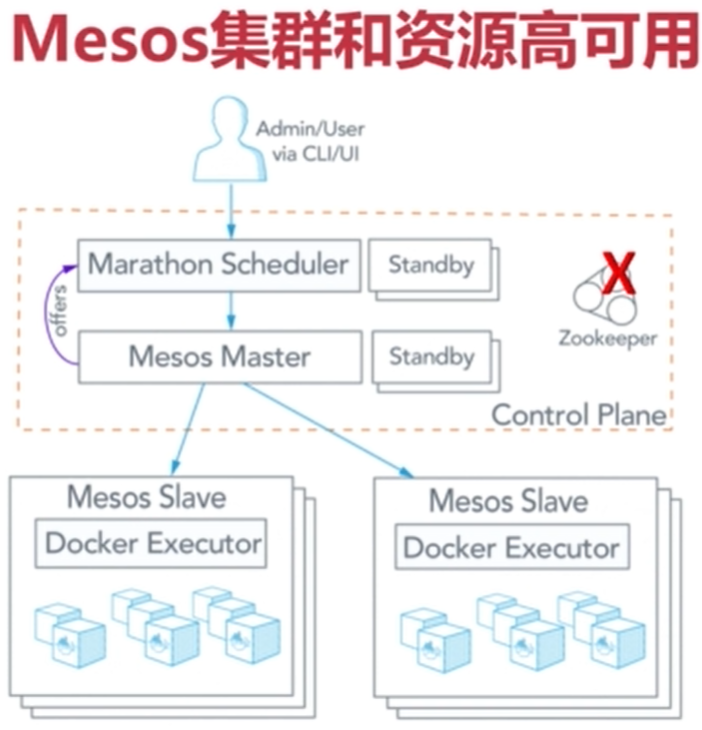 Mesos集群和资源高可用
Admin/User
via CLI/UI
Marathon Scheduler
Standby
offers
X
Zookeeper
Mesos Master
Standby
Control Plane
Mesos Slave
Docker Executor
Mesos Slave
Docker Executor